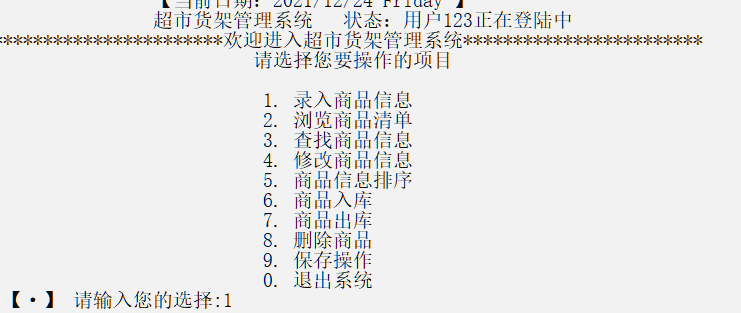 【当前日期: 2021/12/24 Friday 】
超市货架管理系统 状态: 用户123正在登陆中
************************欢迎进入超市货架管理系统************************
请选择您要操作的项目
1. 录入商品信息
2. 浏览商品清单
3. 查找商品信息
4. 修改商品信息
5. 商品信息排序
6. 商品入库
7. 商品出库
8. 删除商品
9. 保存操作
0. 退出系统
【·】 请输入您的选择:1